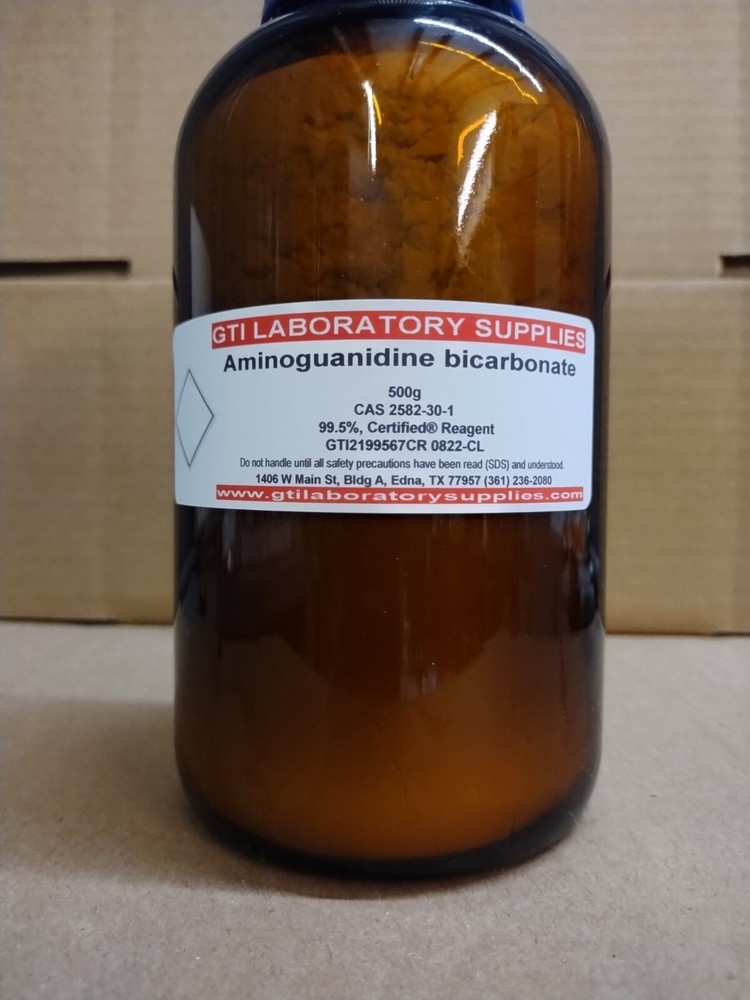 GTI LABORATORY SUPPLIES
Aminoguanidine bicarbonate
500g
CAS 2582-30-1
99.5%, Certified® Reagent
GTI2199567CR 0822-CL
Do not handle until all safety precautions have been read (SDS) and understood.
1406 W Main St, Bldg A, Edna, TX 77957 (361) 236-2080
www.gtilaboratorysupplies.com